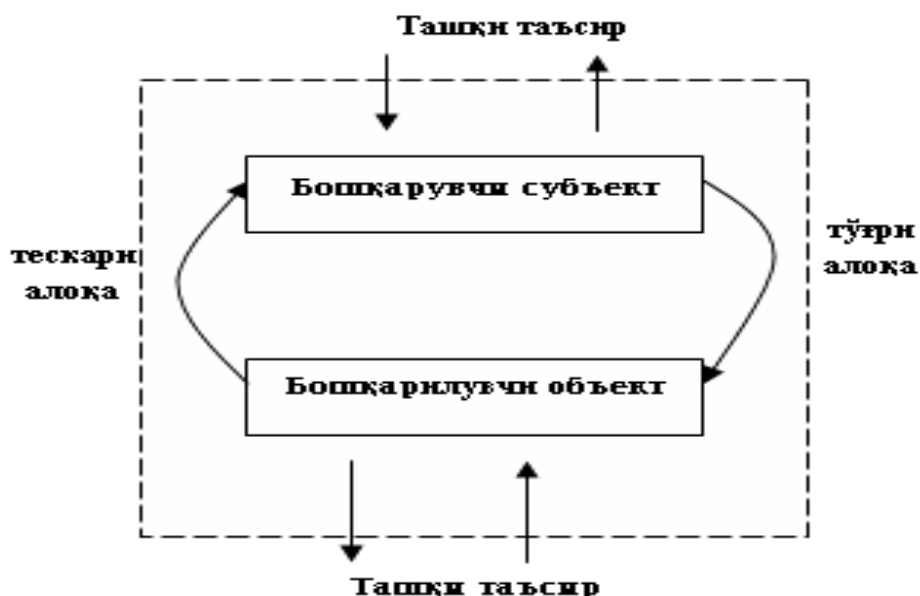 Ташқи таъсир
Бошқарувчи субъект
тескари
алоқа
тўғри
алоқа
Бошқарилувчи объект
Ташқи таъсир